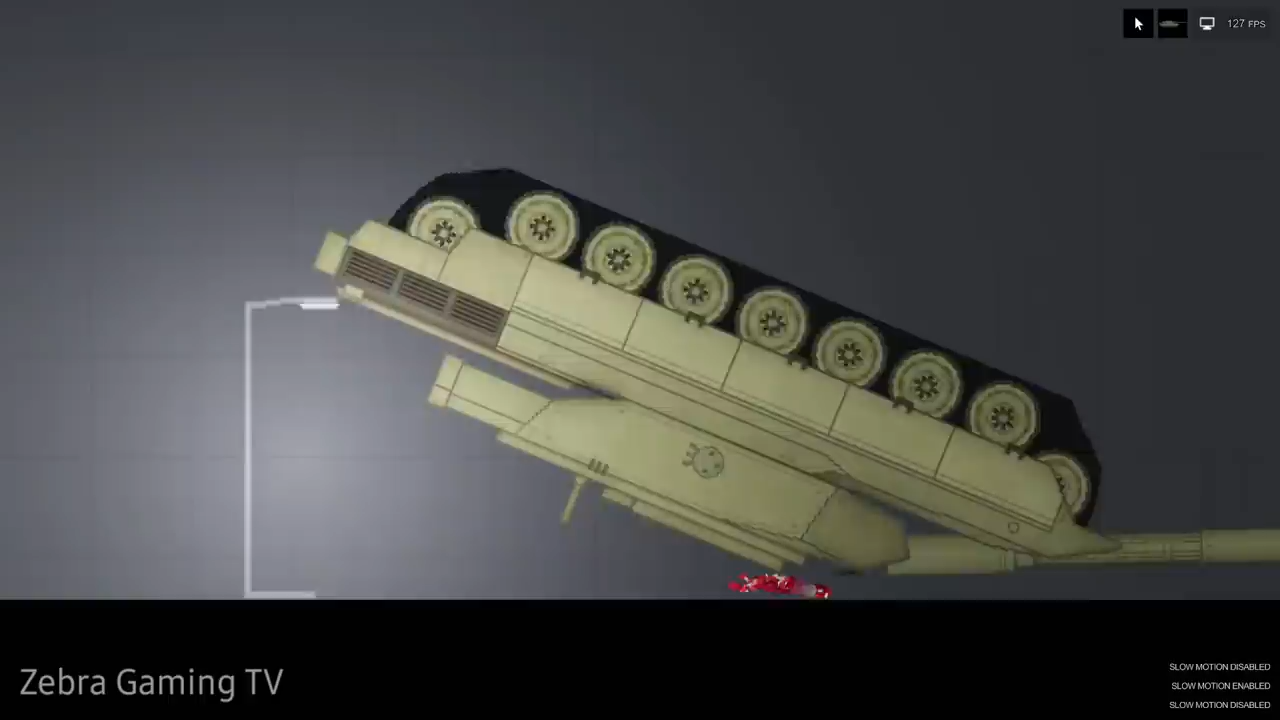 127 FPS
Zebra Gaming TV
SLOW MOTION DISABLED
SLOW MOTION ENABLED
SLOW MOTION DISABLED